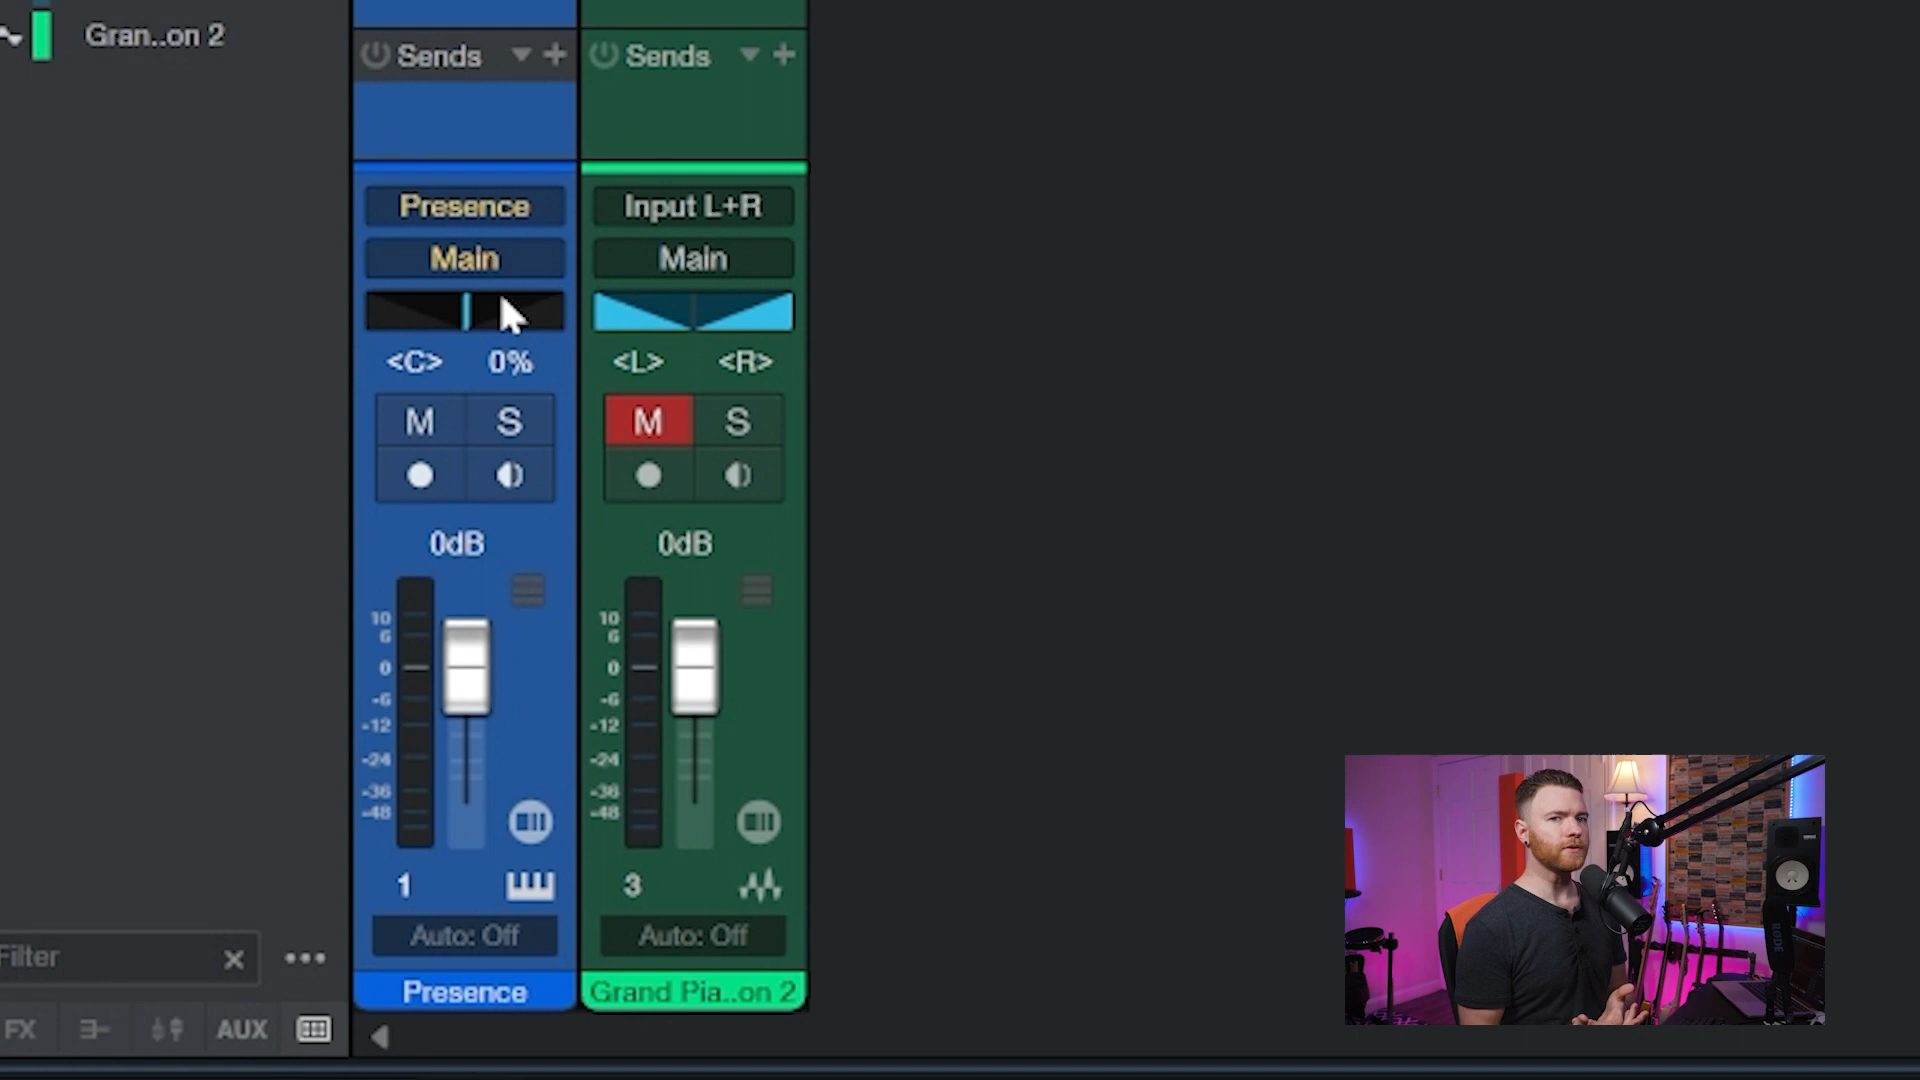 Gran..on 2
Sends
Sends
Presence
Input L+R
Main
Main
<C> 0%
<L> <R>
M S
M S
0dB
0dB
10
6
0
-6
-12
-24
-36
-48
10
6
0
-6
-12
-24
-36
-48
1
3
Auto: Off
Auto: Off
Filter
Presence
Grand Pia..on 2
FX
AUX
RØDE